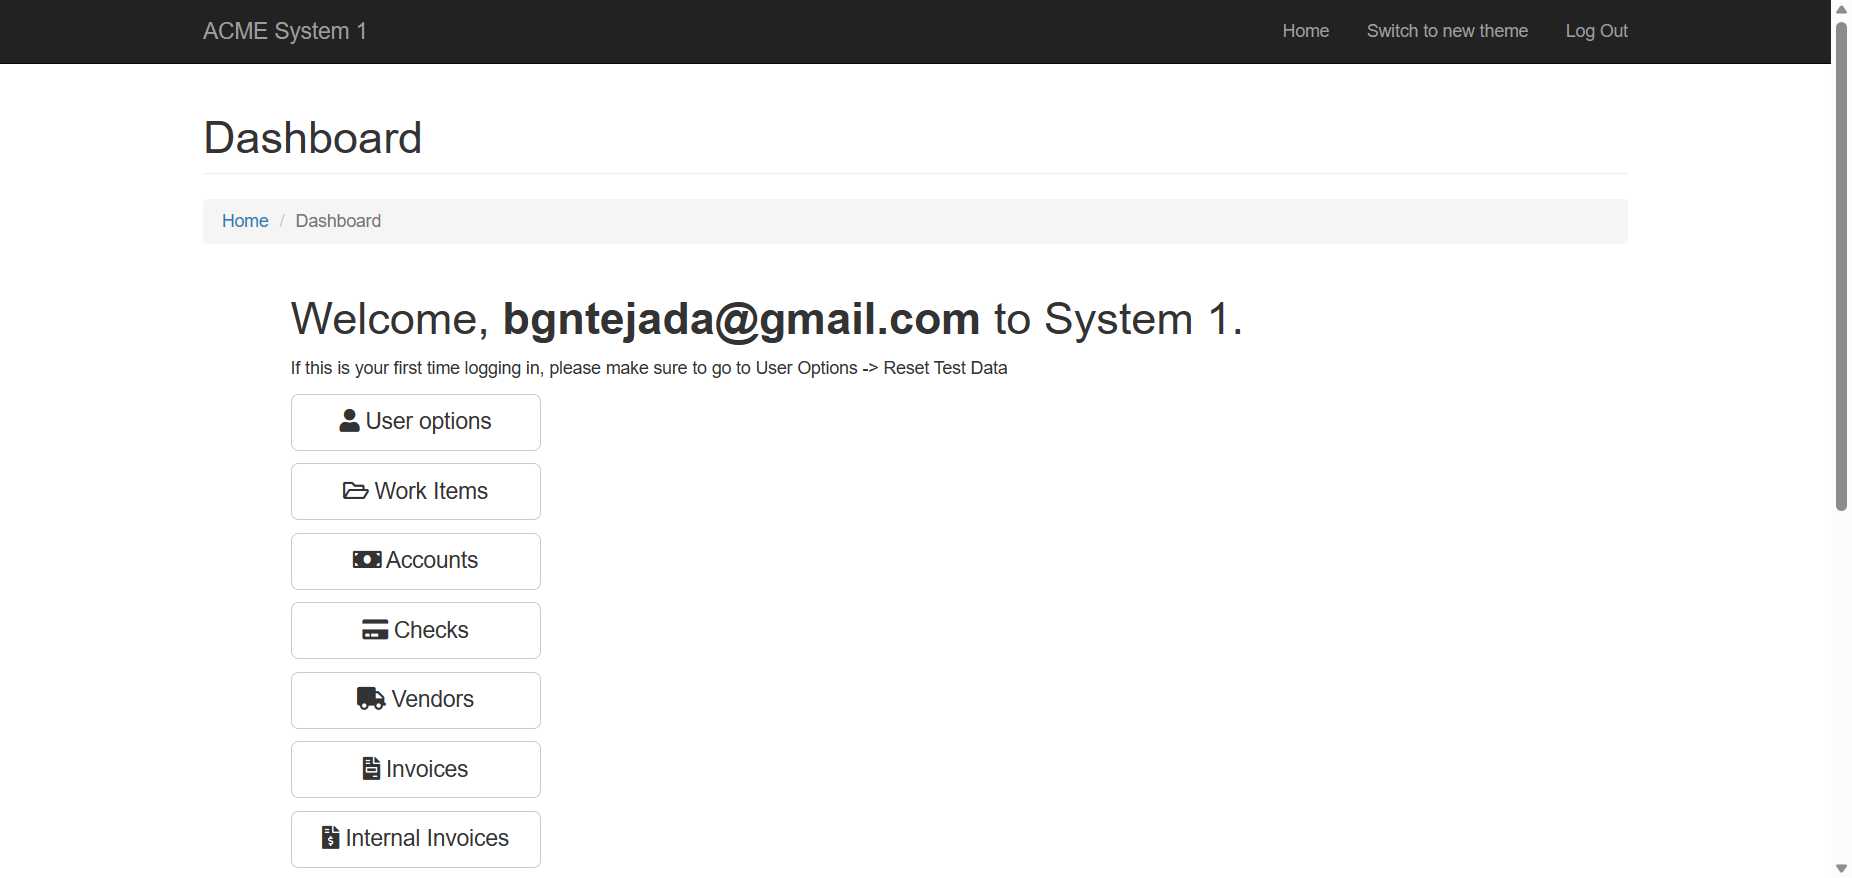 ACME System 1
Home
Switch to new theme
Log Out
Dashboard
Home / Dashboard
Welcome, bgntejada@gmail.com to System 1.
If this is your first time logging in, please make sure to go to User Options -> Reset Test Data
User options
Work Items
Accounts
Checks
Vendors
Invoices
Internal Invoices